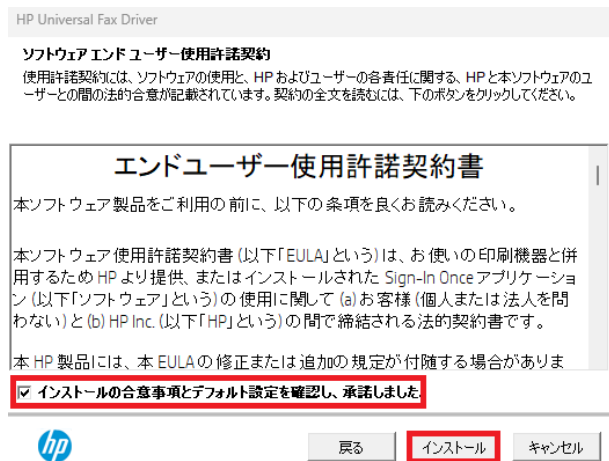 HP Universal Fax Driver
ソフトウェア エンド ユーザー使用許諾契約
使用許諾契約には、ソフトウェアの使用と、HP およびユーザーの各責任に関する、HP と本ソフトウェアのユ
ーザーとの間の法的合意が記載されています。契約の全文を読むには、下のボタンをクリックしてください。
エンドユーザー使用許諾契約書
本ソフトウェア製品をご利用の前に、以下の条項を良くお読みください。
本ソフトウェア使用許諾契約書 (以下「EULA」という) は、お使いの印刷機器と併
用するため HP より提供、またはインストールされた Sign-In Once アプリケーショ
ン (以下「ソフトウェア」という) の使用に関して (a) お客様 (個人または法人を問
わない) と (b) HP Inc. (以下「HP」という) の間で締結される法的契約書です。
本 HP 製品には、本 EULA の修正または追加の規定が付随する場合がありま
インストールの合意事項とデフォルト設定を確認し、承諾しました
hp
戻る
インストール
キャンセル